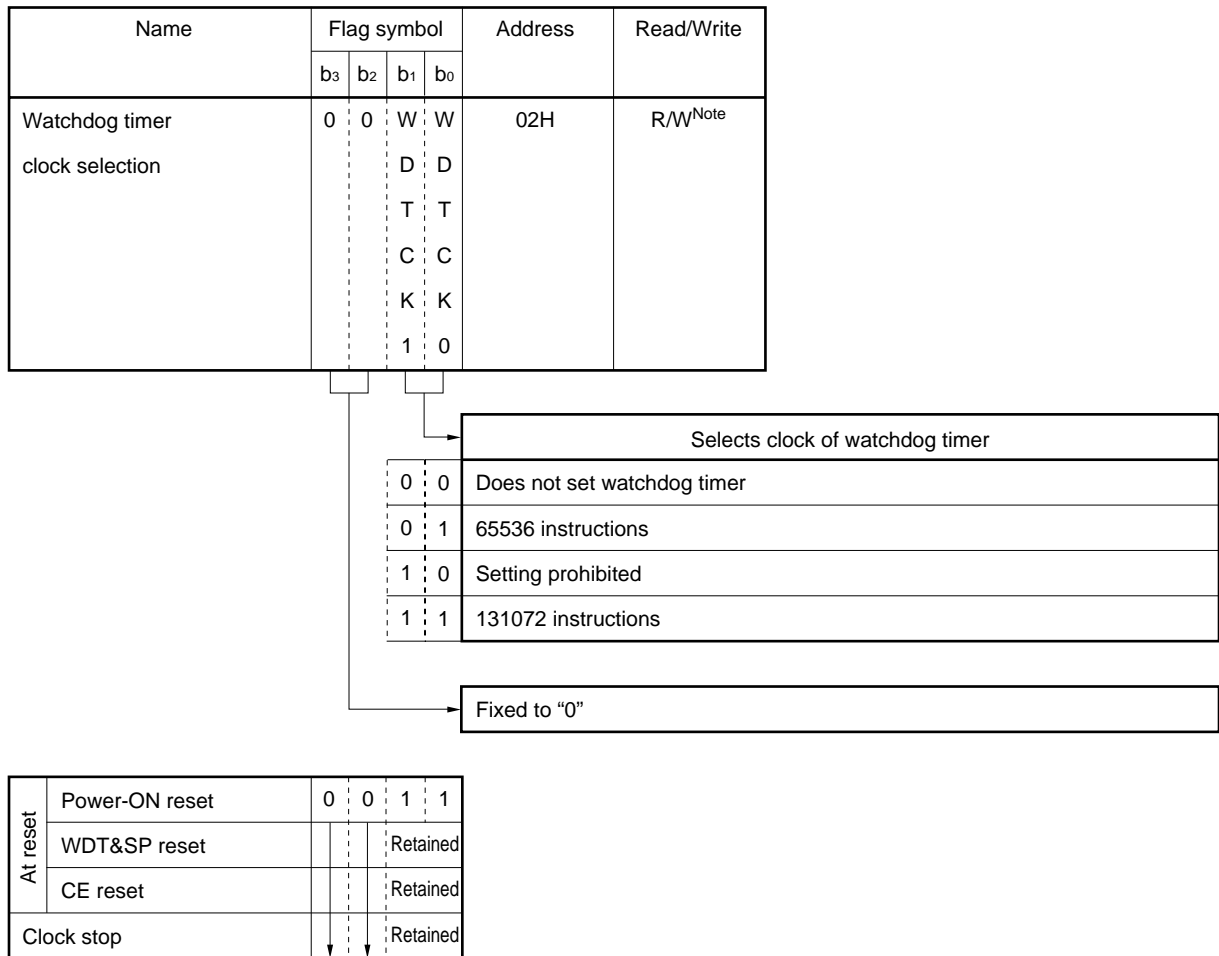 Name Flag symbol Address Read/Write
b3 b2 b1 b0
Watchdog timer 0 0 W W 02H R/WNote
clock selection D D
T T
C C
K K
1 0
Selects clock of watchdog timer
0 0 Does not set watchdog timer
0 1 65536 instructions
1 0 Setting prohibited
1 1 131072 instructions
Fixed to “0”
At reset
Power-ON reset 0 0 1 1
WDT&SP reset Retained
CE reset Retained
Clock stop Retained